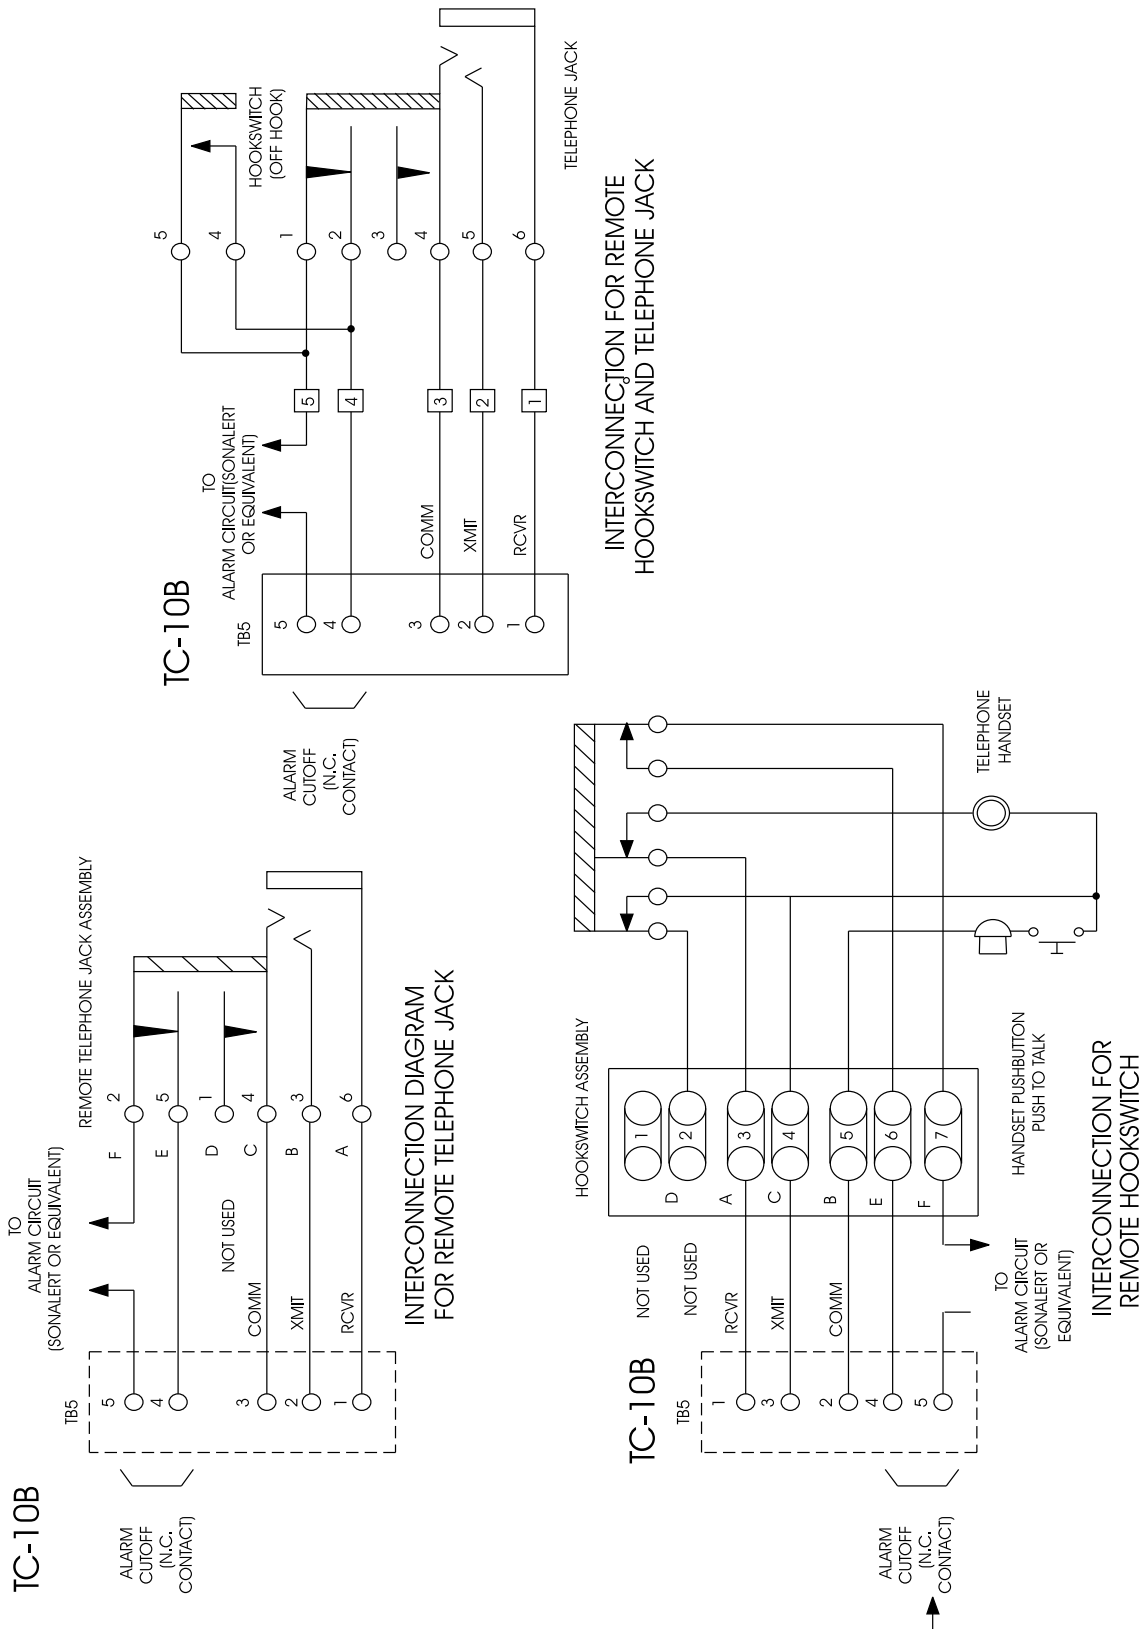 TC-10B
ALARM
CUTOFF
(N.C.
CONTACT)
TB5
5
4
3
2
1
TO
ALARM CIRCUIT
(SONALERT OR EQUIVALENT)
NOT USED
COMM
XMIT
RCVR
F
E
D
C
B
A
2
5
1
4
3
6
REMOTE TELEPHONE JACK ASSEMBLY
INTERCONNECTION DIAGRAM
FOR REMOTE TELEPHONE JACK
TC-10B
ALARM
CUTOFF
(N.C.
CONTACT)
TB5
5
4
3
2
1
TO
ALARM CIRCUIT(SONALERT
OR EQUIVALENT)
COMM
XMIT
RCVR
5
4
3
2
1
5
4
1
2
3
4
5
6
HOOKSWITCH
(OFF HOOK)
TELEPHONE JACK
INTERCONNECTION FOR REMOTE
HOOKSWITCH AND TELEPHONE JACK
TC-10B
ALARM
CUTOFF
(N.C.
CONTACT)
TB5
1
3
2
4
5
NOT USED
NOT USED
RCVR
XMIT
COMM
TO
ALARM CIRCUIT
(SONALERT OR
EQUIVALENT)
HOOKSWITCH ASSEMBLY
D
A
C
B
E
F
1
2
3
4
5
6
7
HANDSET PUSHBUTTON
PUSH TO TALK
TELEPHONE
HANDSET
INTERCONNECTION FOR
REMOTE HOOKSWITCH